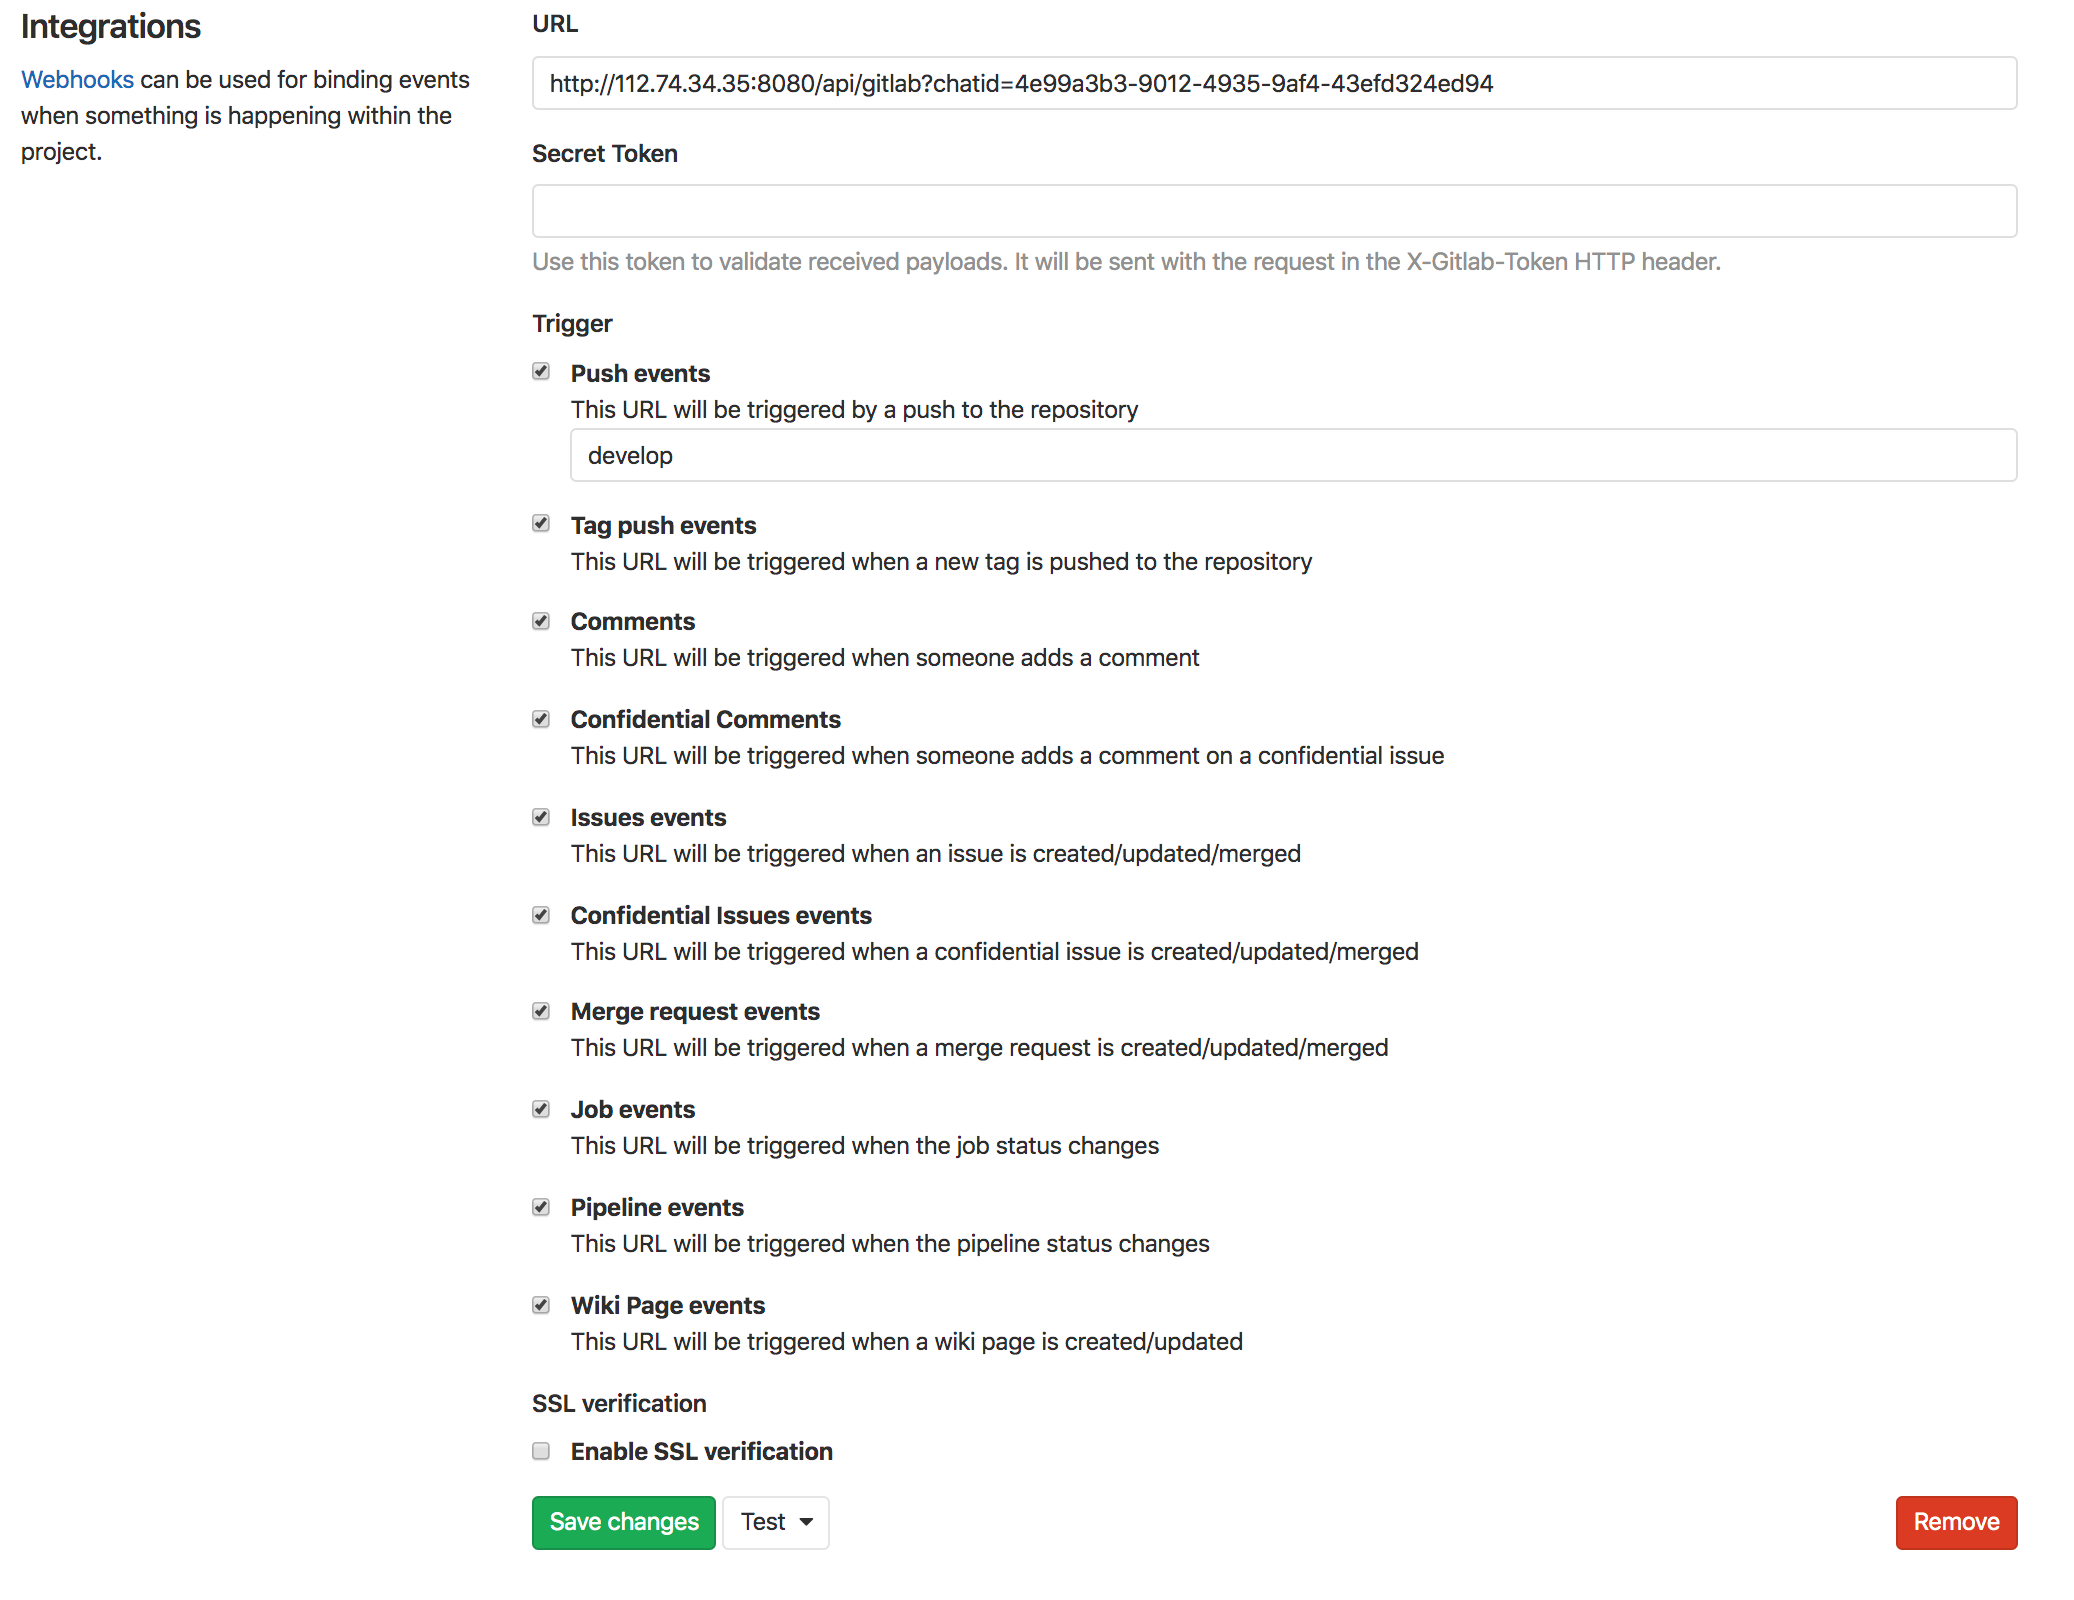 Integrations
Webhooks can be used for binding events
when something is happening within the
project.
URL
http://112.74.34.35:8080/api/gitlab?chatid=4e99a3b3-9012-4935-9af4-43efd324ed94
Secret Token
Use this token to validate received payloads. It will be sent with the request in the X-Gitlab-Token HTTP header.
Trigger
Push events
This URL will be triggered by a push to the repository
develop
Tag push events
This URL will be triggered when a new tag is pushed to the repository
Comments
This URL will be triggered when someone adds a comment
Confidential Comments
This URL will be triggered when someone adds a comment on a confidential issue
Issues events
This URL will be triggered when an issue is created/updated/merged
Confidential Issues events
This URL will be triggered when a confidential issue is created/updated/merged
Merge request events
This URL will be triggered when a merge request is created/updated/merged
Job events
This URL will be triggered when the job status changes
Pipeline events
This URL will be triggered when the pipeline status changes
Wiki Page events
This URL will be triggered when a wiki page is created/updated
SSL verification
Enable SSL verification
Save changes
Test
Remove